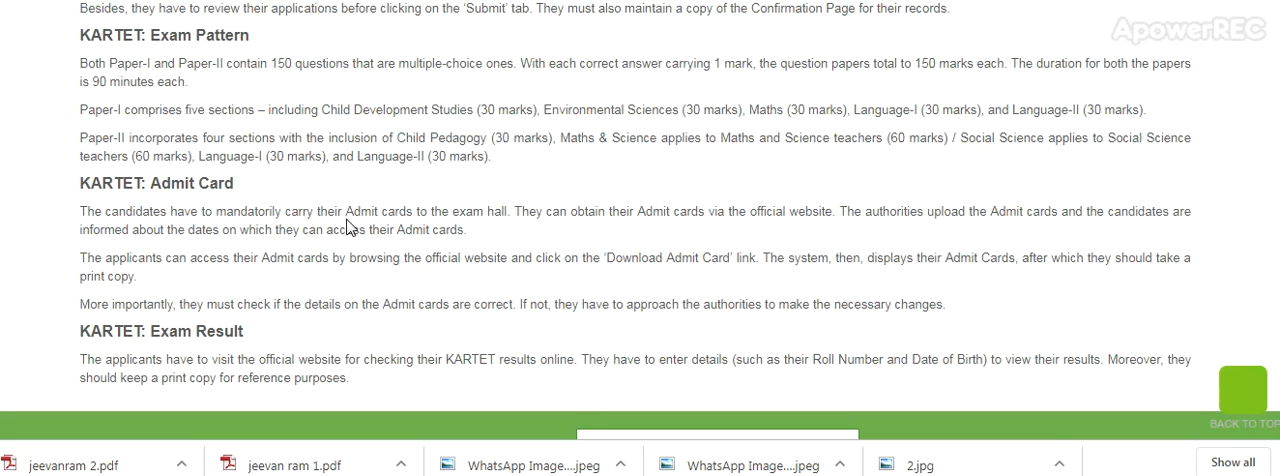 Besides, they have to review their applications before clicking on the ‘Submit’ tab. They must also maintain a copy of the Confirmation Page for their records.
ApowerREC
KARTET: Exam Pattern
Both Paper-I and Paper-II contain 150 questions that are multiple-choice ones. With each correct answer carrying 1 mark, the question papers total to 150 marks each. The duration for both the papers
is 90 minutes each.
Paper-I comprises five sections – including Child Development Studies (30 marks), Environmental Sciences (30 marks), Maths (30 marks), Language-I (30 marks), and Language-II (30 marks).
Paper-II incorporates four sections with the inclusion of Child Pedagogy (30 marks), Maths & Science applies to Maths and Science teachers (60 marks) / Social Science applies to Social Science
teachers (60 marks), Language-I (30 marks), and Language-II (30 marks).
KARTET: Admit Card
The candidates have to mandatorily carry their Admit cards to the exam hall. They can obtain their Admit cards via the official website. The authorities upload the Admit cards and the candidates are
informed about the dates on which they can access their Admit cards.
The applicants can access their Admit cards by browsing the official website and click on the ‘Download Admit Card’ link. The system, then, displays their Admit Cards, after which they should take a
print copy.
More importantly, they must check if the details on the Admit cards are correct. If not, they have to approach the authorities to make the necessary changes.
KARTET: Exam Result
The applicants have to visit the official website for checking their KARTET results online. They have to enter details (such as their Roll Number and Date of Birth) to view their results. Moreover, they
should keep a print copy for reference purposes.
BACK TO TOP
jeevanram 2.pdf
jeevan ram 1.pdf
WhatsApp Image....jpeg
WhatsApp Image....jpeg
2.jpg
Show all